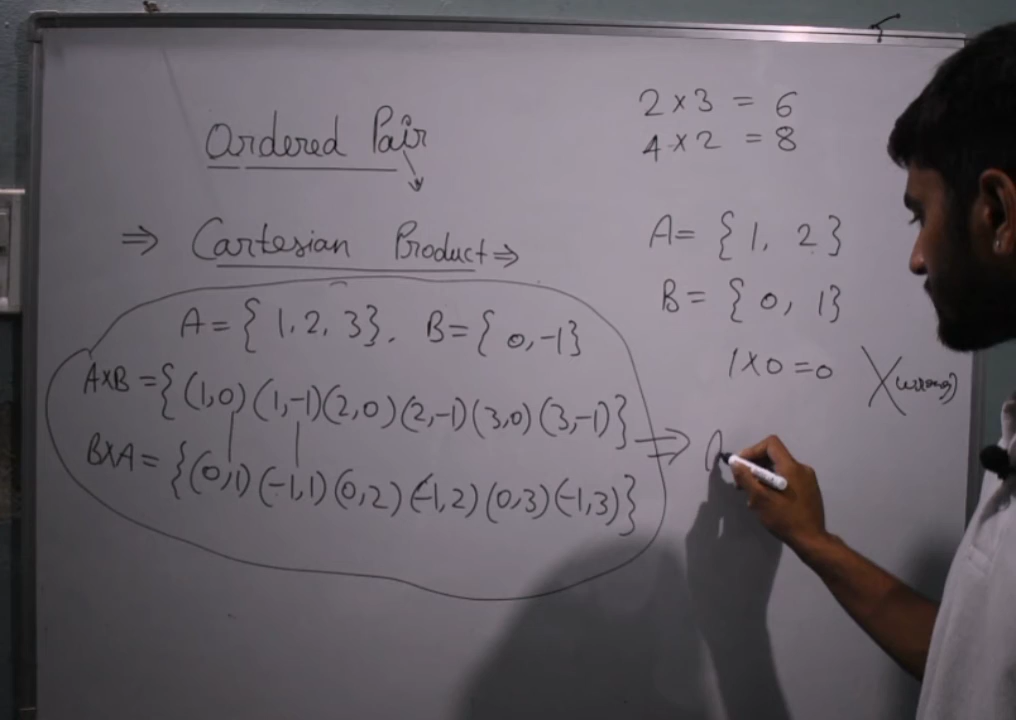 Ordered Pair
⇒ Cartesian Product ⇒
A = { 1, 2, 3}. B = { 0, -1}
A×B = {(1,0) (1,-1) (2,0) (2,-1) (3,0) (3,-1)}
B×A = {(0,1) (-1,1) (0,2) (-1,2) (0,3) (-1,3)}
⇒
2 × 3 = 6
4 × 2 = 8
A = { 1, 2}
B = { 0, 1}
1 × 0 = 0 X (wrong)